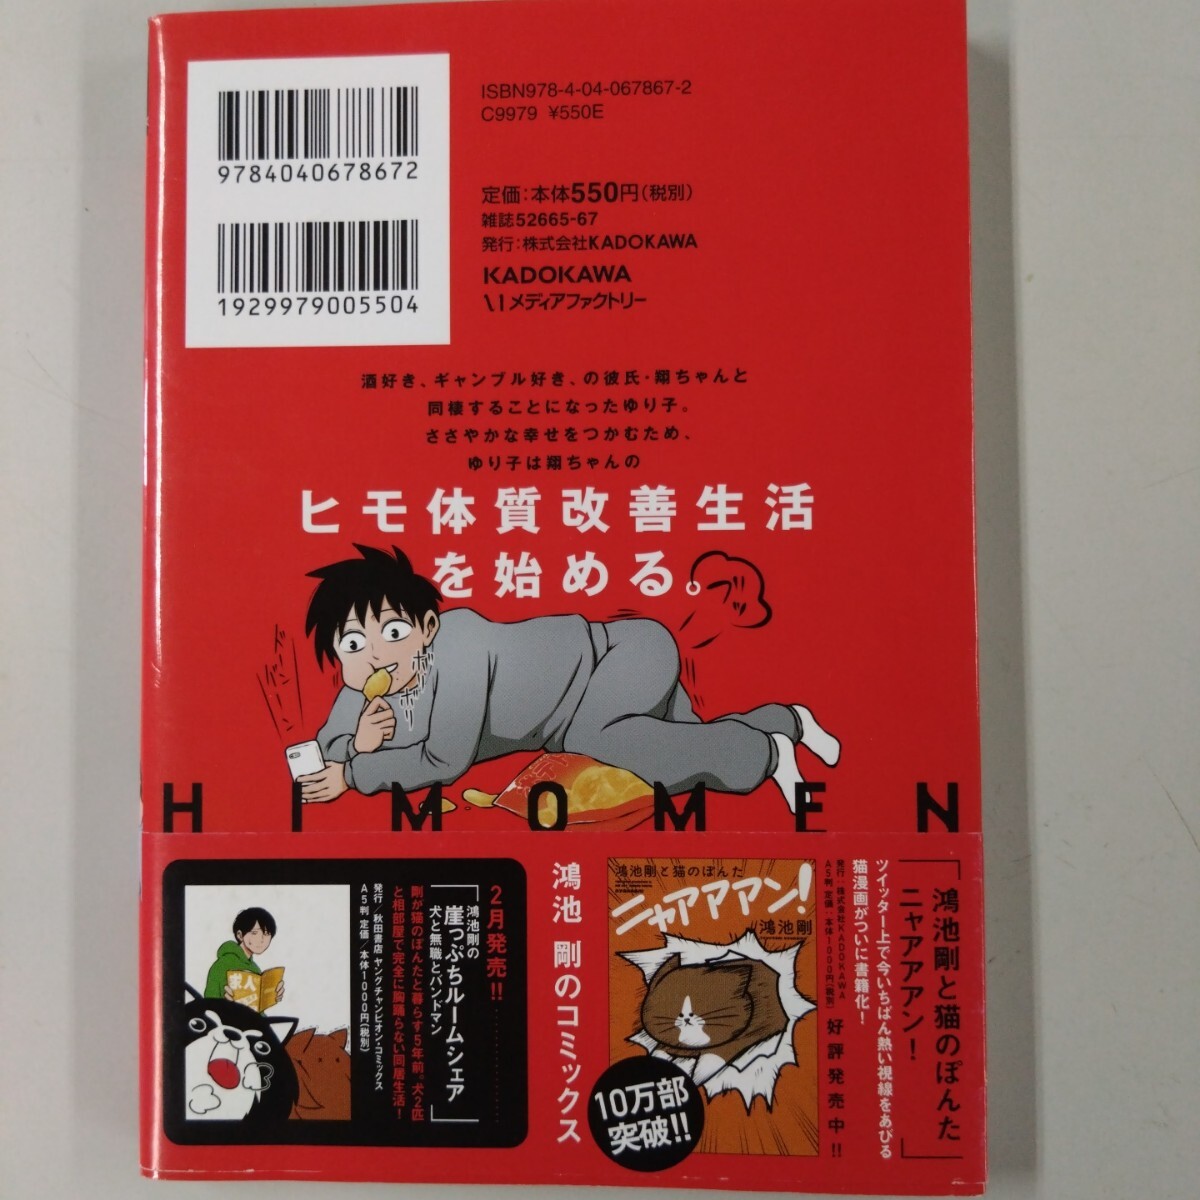 ISBN978-4-04-067867-2
C9979 ¥550E
9784040678672
1929979005504
定価：本体550円（税別）
雑誌52665-67
発行：株式会社KADOKAWA
KADOKAWA
メディアファクトリー
酒好き、ギャンブル好き、の彼氏・翔ちゃんと
同棲することになったゆり子。
ささやかな幸せをつかむため、
ゆり子は翔ちゃんの
ヒモ体質改善生活
を始める。
ブッ
ボリ
ボリ
HIMOMEN
「鴻池剛と猫のぽんた
ニャアアアン！」
ツイッター上で今いちばん熱い視線をあびる
猫漫画がついに書籍化！
発行：株式会社KADOKAWA
A5判 定価：本体1000円（税別）
好評発売中!!
鴻池剛と猫のぽんた
ニャアアアン!
鴻池剛
10万部
突破!!
鴻池 剛のコミックス
2月発売!!
「鴻池剛の
崖っぷちルームシェア
犬と無職とバンドマン」
剛が猫のぽんたと暮らす5年前。犬2匹
と相部屋で完全に胸踊らない同居生活！
発行／秋田書店 ヤングチャンピオン・コミックス
A5判 定価／本体1000円（税別）
求人